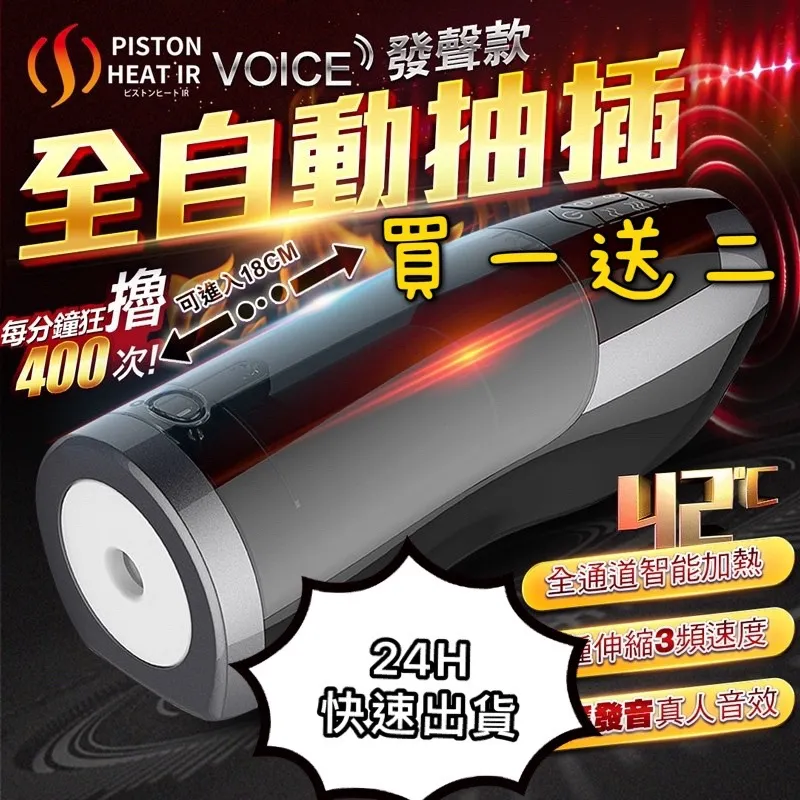 PISTON
HEAT IR
ピストンヒート IR
VOICE
發聲款
全自動抽插
買一送二
可進入18CM
每分鐘狂擼
400次!
42℃
全通道智能加熱
伸縮3頻速度
發音真人音效
24H
快速出貨